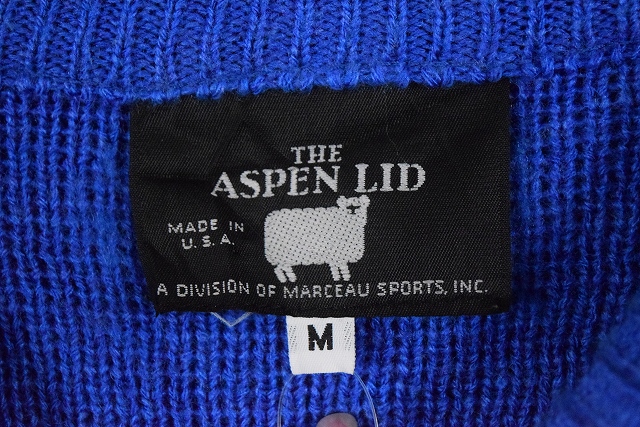 THE
ASPEN LID
MADE IN
U.S.A.
A DIVISION OF MARCEAU SPORTS, INC.
M